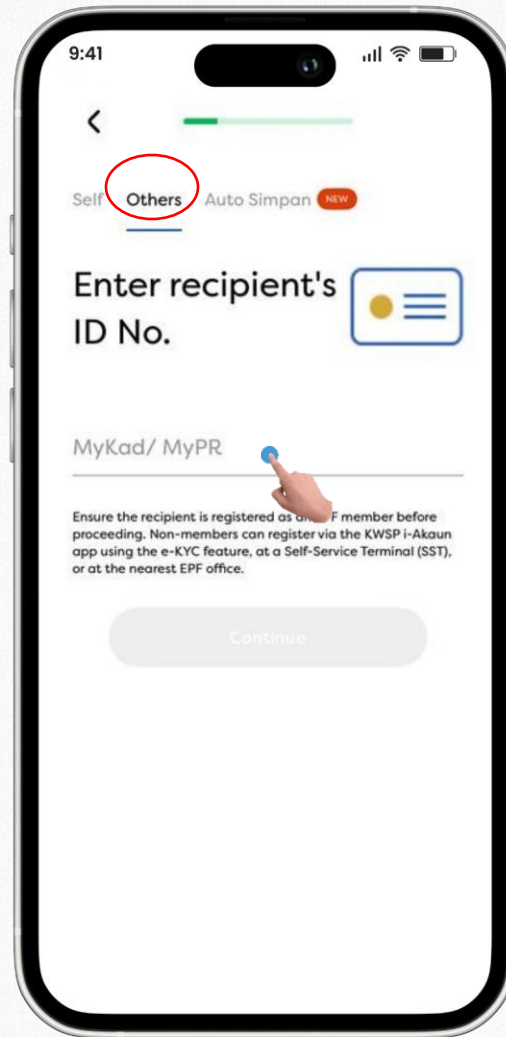 9:41
Self Others Auto Simpan NEW
Enter recipient's
ID No.
MyKad/ MyPR
Ensure the recipient is registered as F member before
proceeding. Non-members can register via the KWSP i-Akaun
app using the e-KYC feature, at a Self-Service Terminal (SST),
or at the nearest EPF office.
Continue